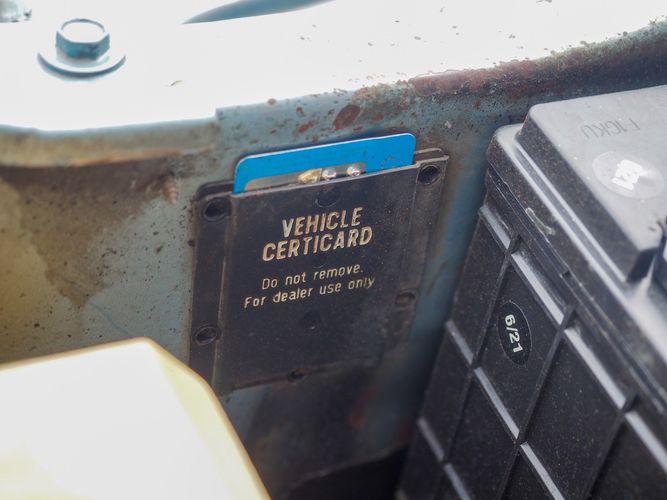 VEHICLE
CERTICARD
Do not remove.
For dealer use only
6/21